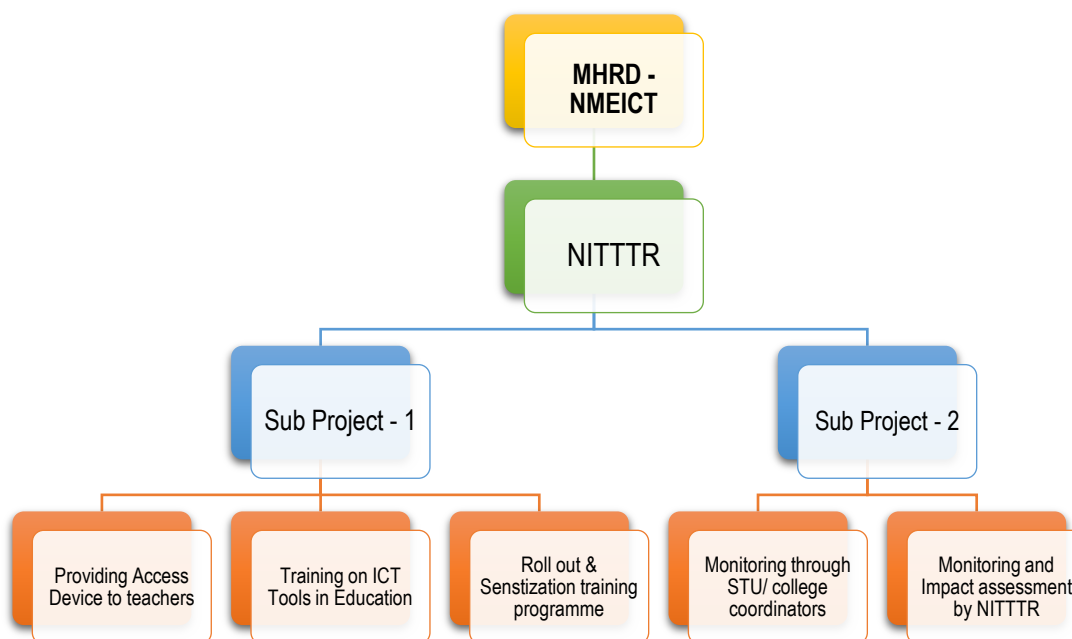 MHRD -
NMEICT
NITTTR
Sub Project - 1
Sub Project - 2
Providing Access
Device to teachers
Training on ICT
Tools in Education
Roll out &
Senstization training
programme
Monitoring through
STU/ college
coordinators
Monitoring and
Impact assessment
by NITTTR